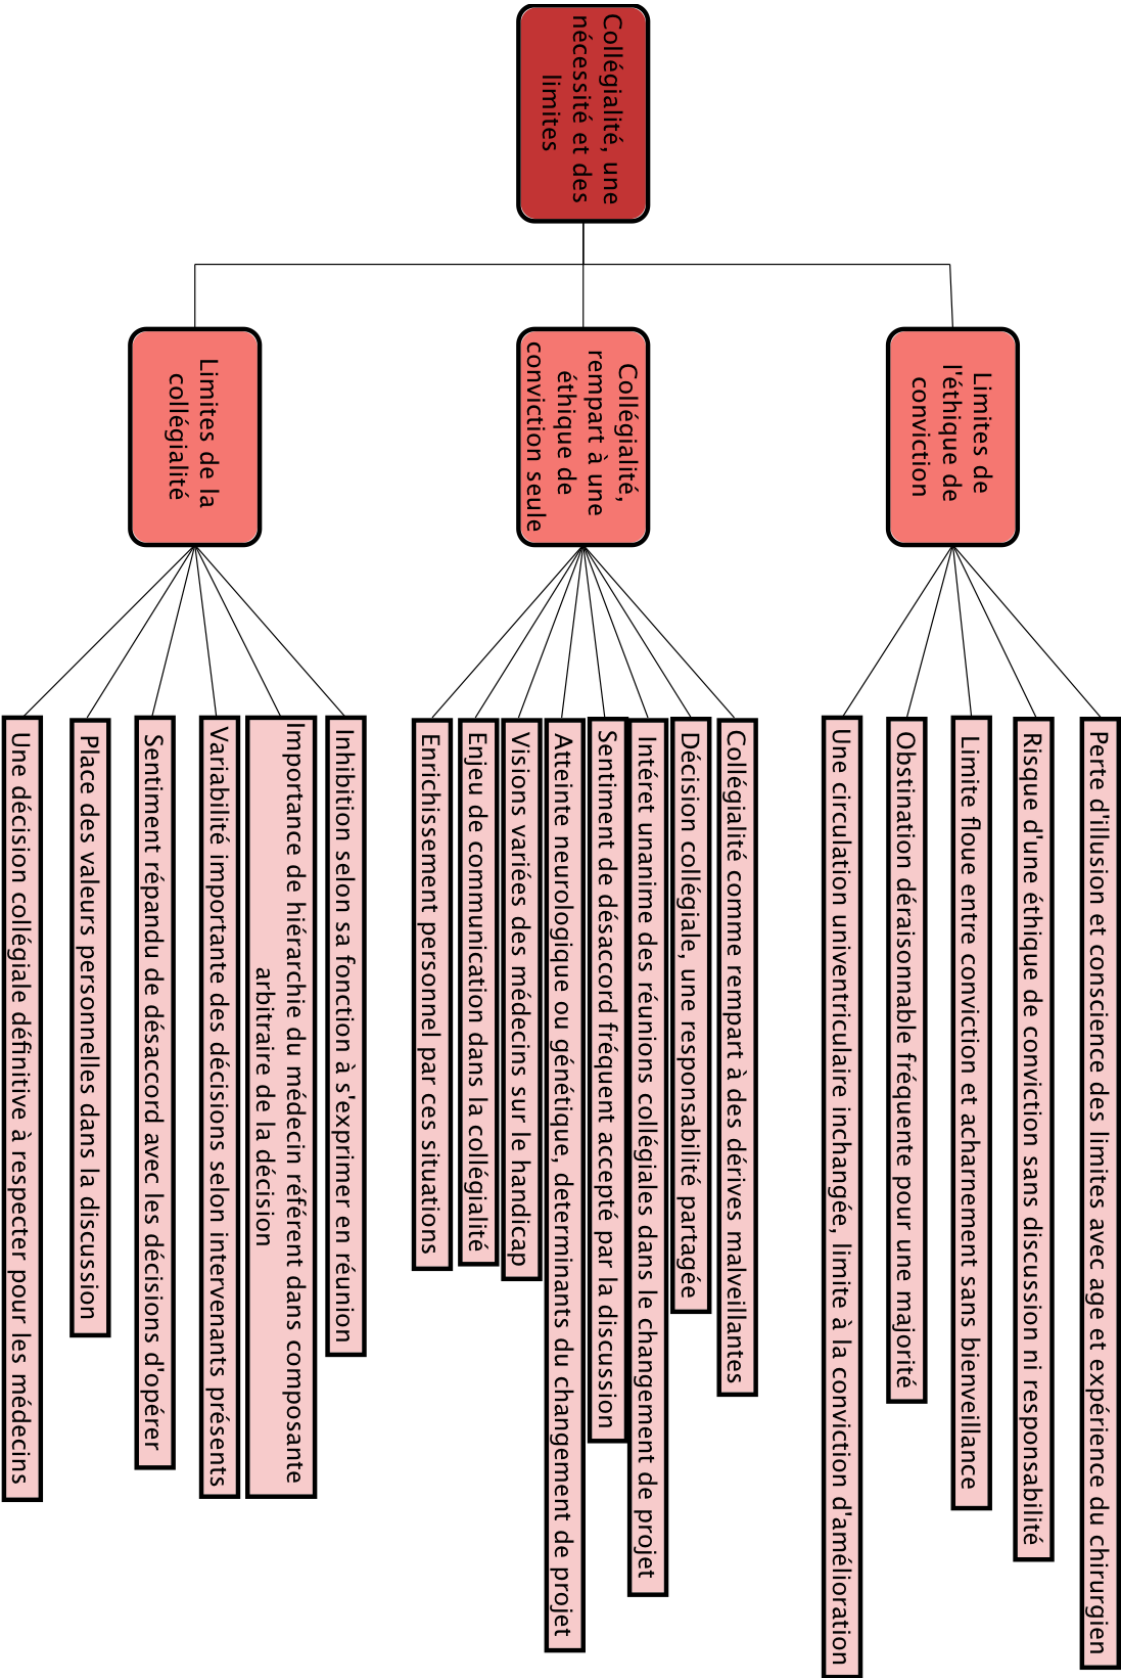 Collégialité, une
nécessité et des
limites
Limites de
l'éthique de
conviction
Perte d'illusion et conscience des limites avec age et expérience du chirurgien
Risque d'une éthique de conviction sans discussion ni responsabilité
Limite floue entre conviction et acharnement sans bienveillance
Obstination déraisonnable fréquente pour une majorité
Une circulation univentriculaire inchangée, limite à la conviction d'amélioration
Collégialité,
rempart à une
éthique de
conviction seule
Collégialité comme rempart à des dérives malveillantes
Décision collégiale, une responsabilité partagée
Intéret unanime des réunions collégiales dans le changement de projet
Sentiment de désaccord fréquent accepté par la discussion
Atteinte neurologique ou génétique, determinants du changement de projet
Visions variées des médecins sur le handicap
Enjeu de communication dans la collégialité
Enrichissement personnel par ces situations
Limites de la
collégialité
Inhibition selon sa fonction à s'exprimer en réunion
Importance de hiérarchie du médecin référent dans composante
arbitraire de la décision
Variabilité importante des décisions selon intervenants présents
Sentiment répandu de désaccord avec les décisions d'opérer
Place des valeurs personnelles dans la discussion
Une décision collégiale définitive à respecter pour les médecins